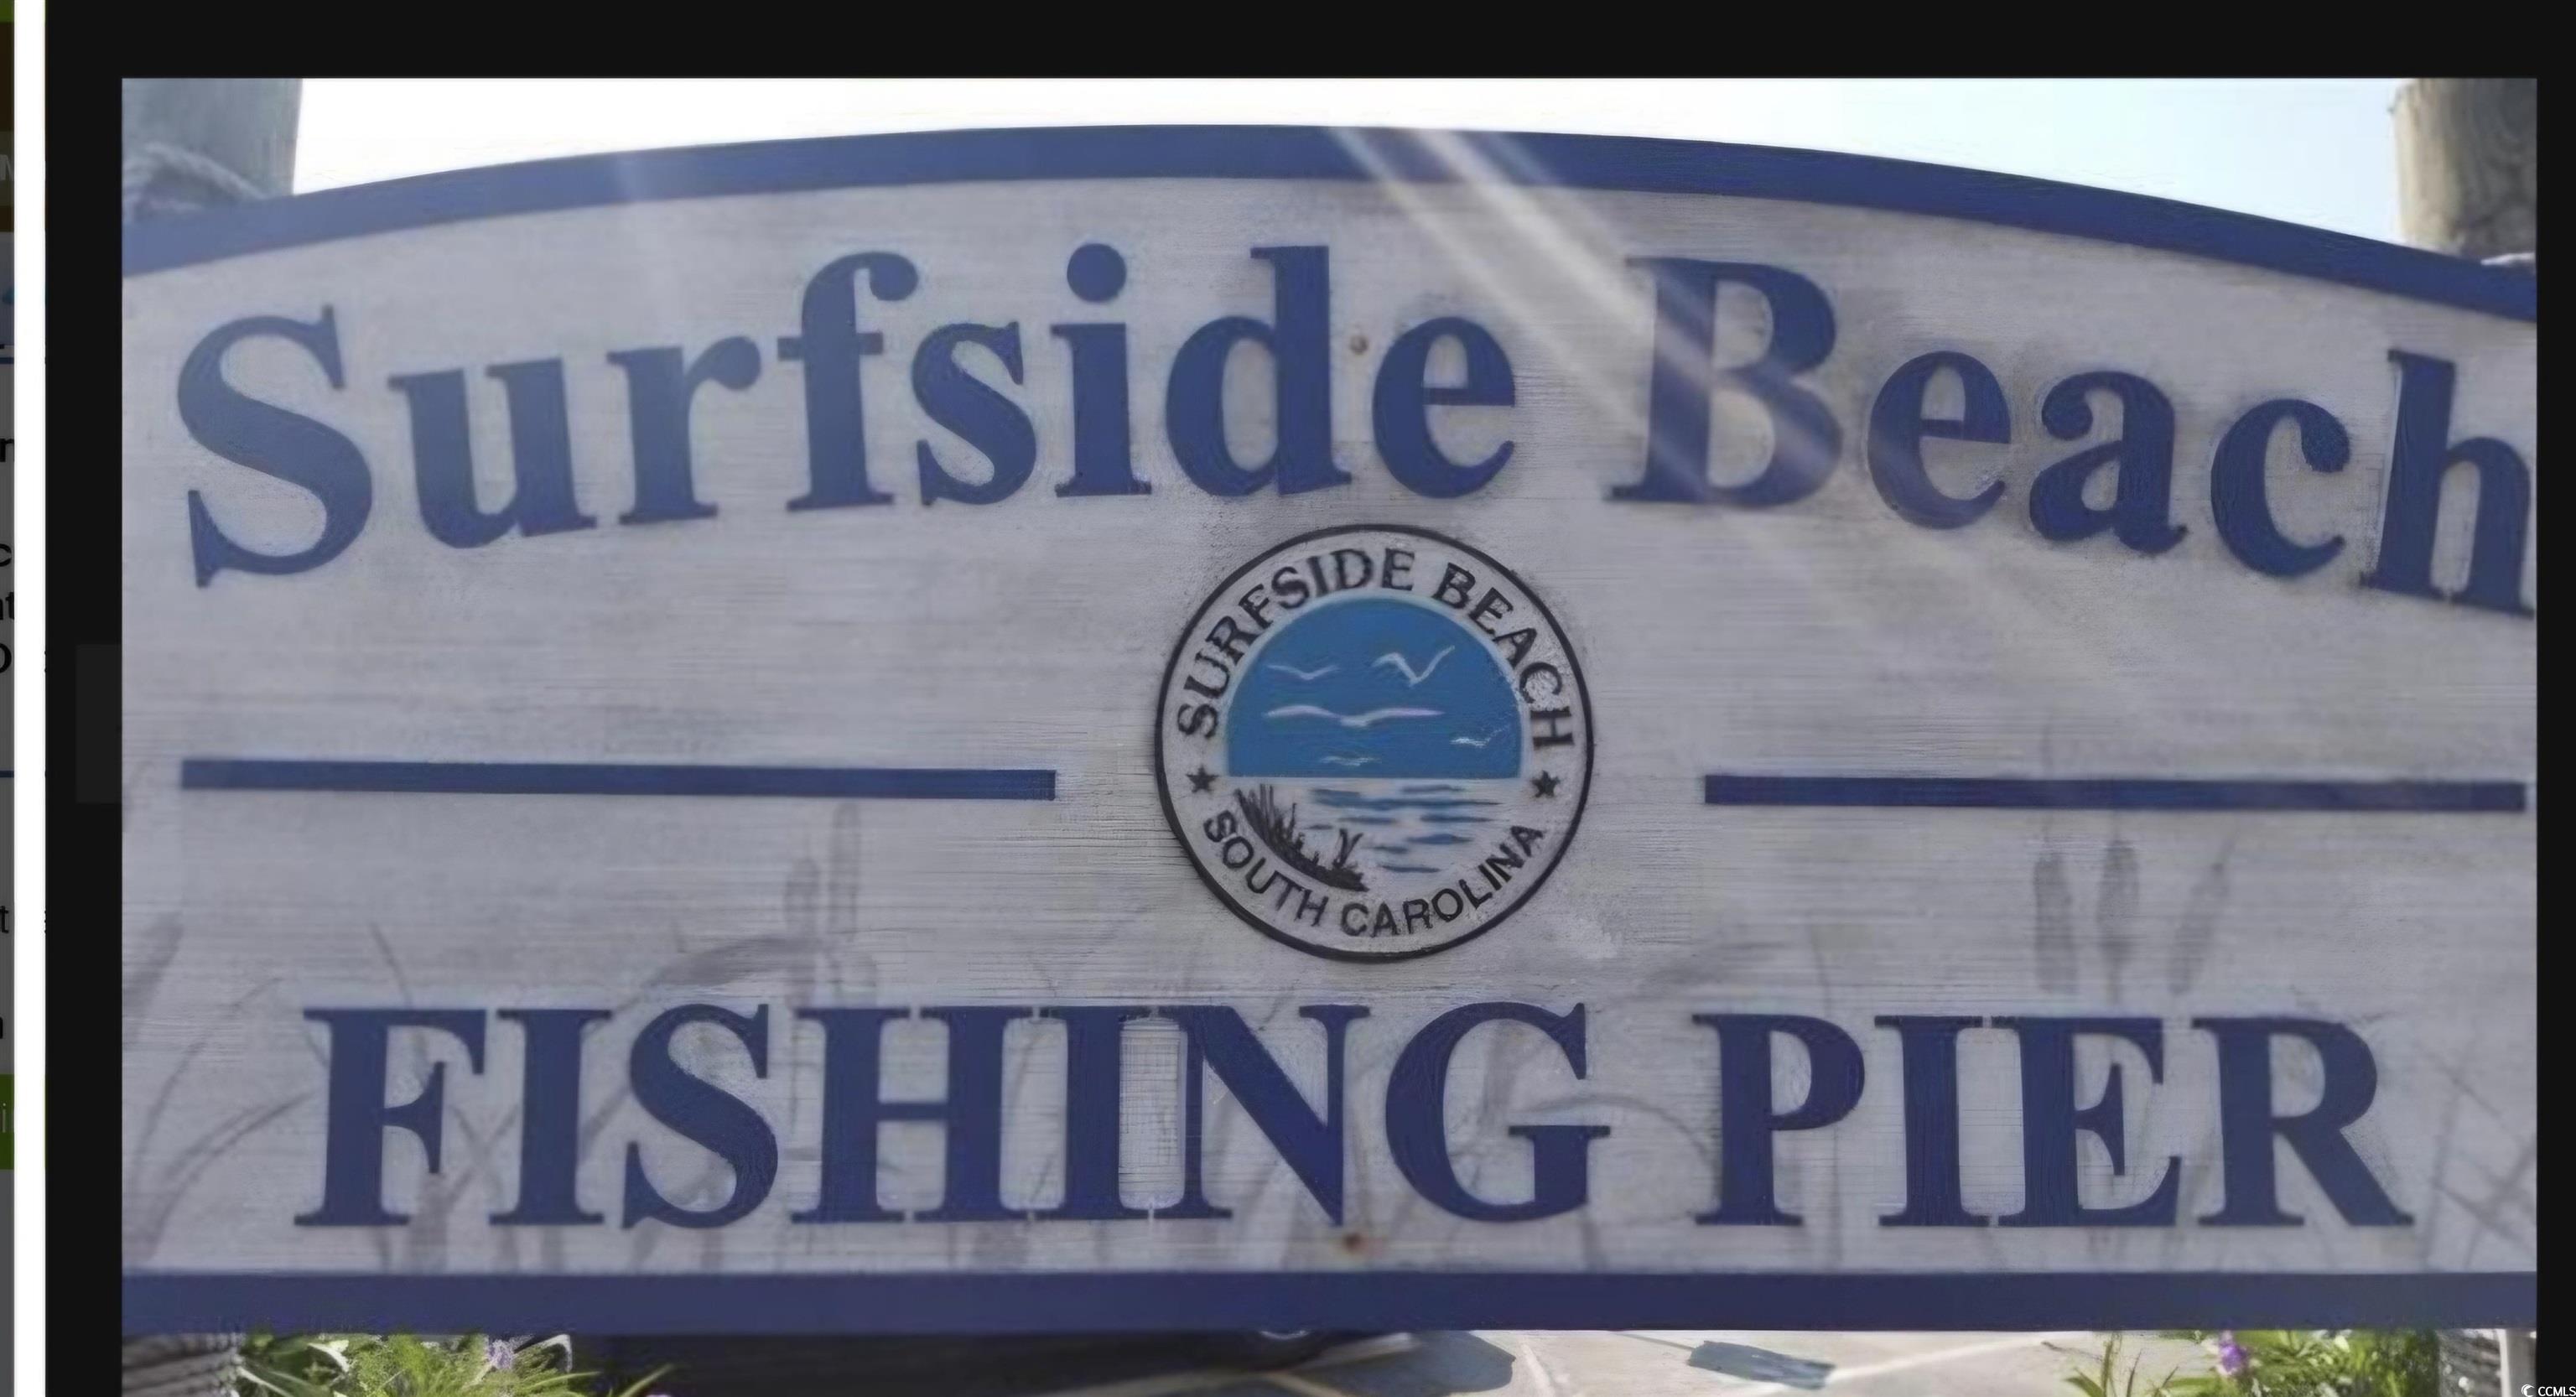 Surfside Beach
SURFSIDE BEACH
SOUTH CAROLINA
FISHING PIER
CCMLS